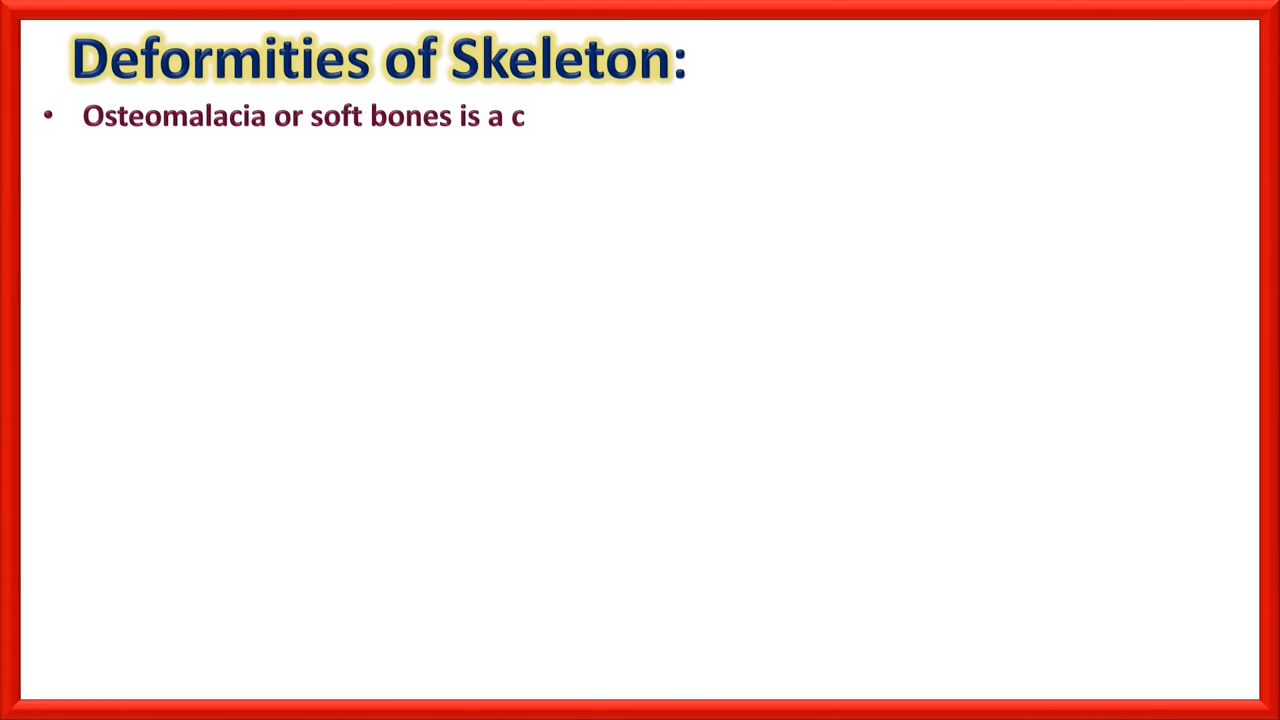 Deformities of Skeleton:
• Osteomalacia or soft bones is a c